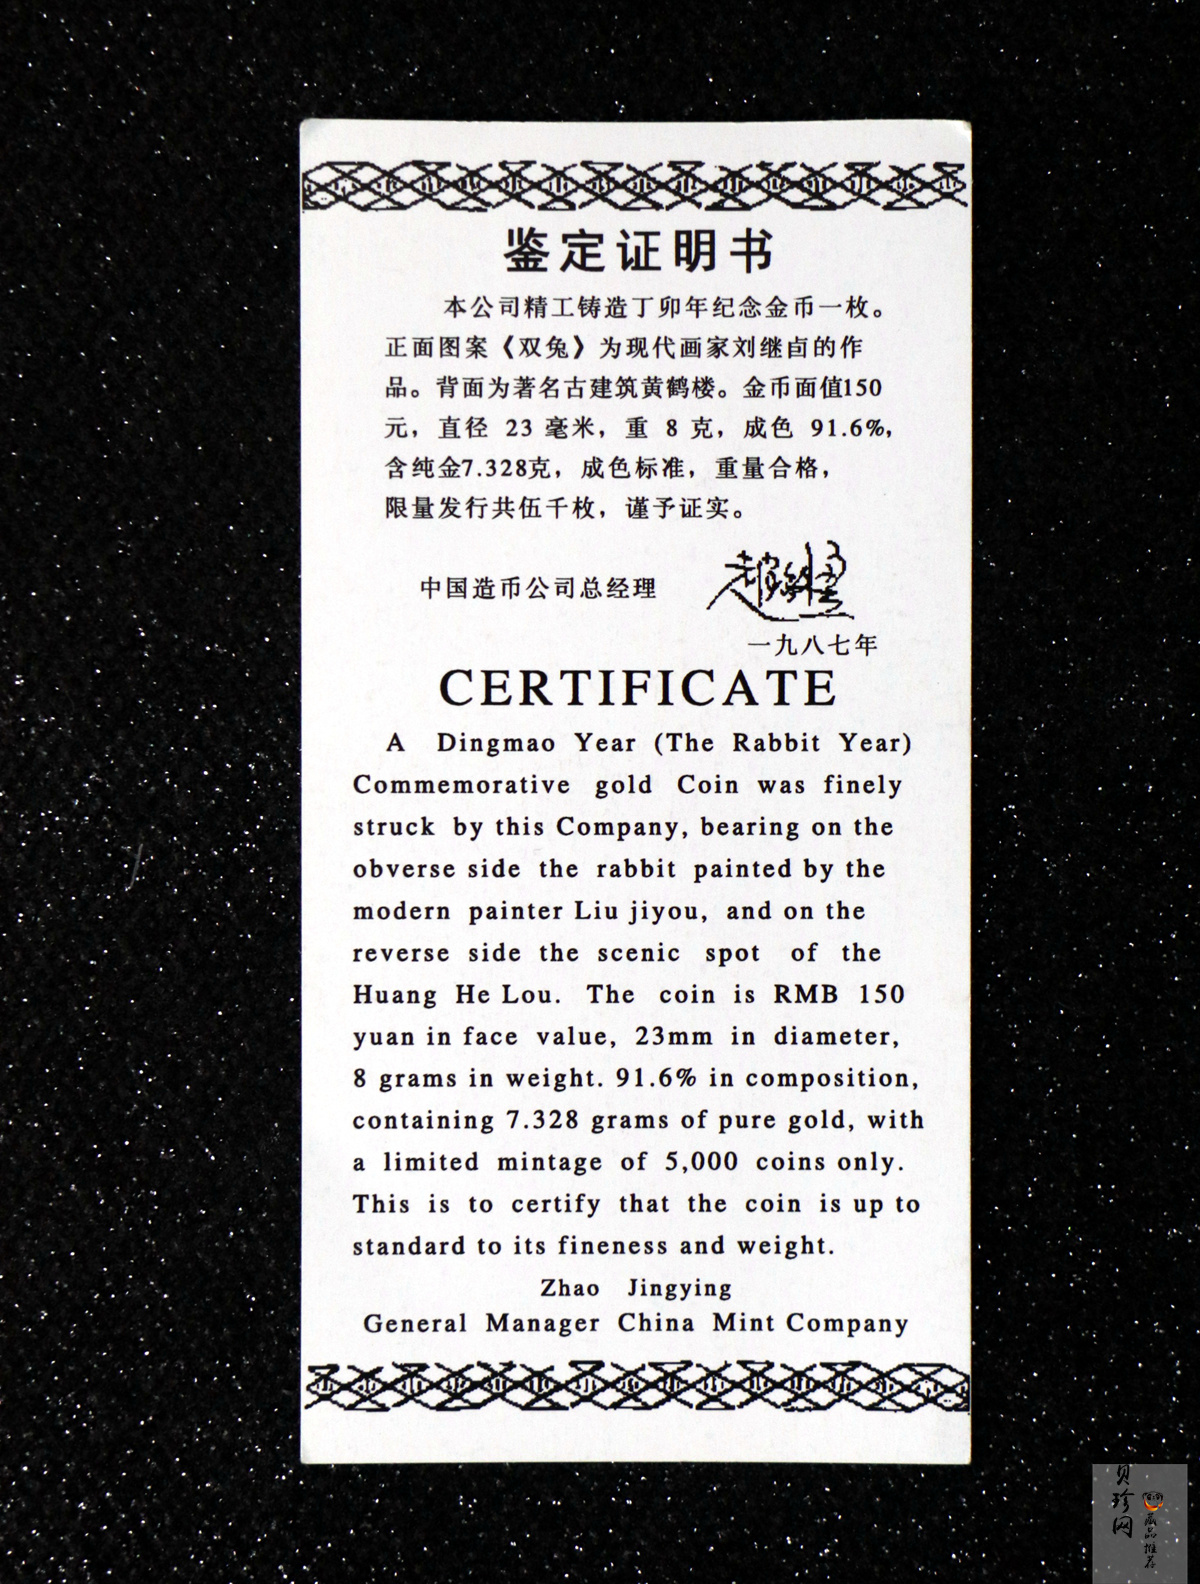 鉴定证明书
本公司精工铸造丁卯年纪念金币一枚。
正面图案《双兔》为现代画家刘继卣的作
品。背面为著名古建筑黄鹤楼。金币面值150
元，直径 23 毫米，重 8 克，成色 91.6%，
含纯金7.328克，成色标准，重量合格，
限量发行共伍千枚，谨予证实。
中国造币公司总经理
一九八七年
CERTIFICATE
A Dingmao Year (The Rabbit Year)
Commemorative gold Coin was finely
struck by this Company, bearing on the
obverse side the rabbit painted by the
modern painter Liu jiyou, and on the
reverse side the scenic spot of the
Huang He Lou. The coin is RMB 150
yuan in face value, 23mm in diameter,
8 grams in weight. 91.6% in composition,
containing 7.328 grams of pure gold, with
a limited mintage of 5,000 coins only.
This is to certify that the coin is up to
standard to its fineness and weight.
Zhao Jingying
General Manager China Mint Company
贝珍网
藏品推荐